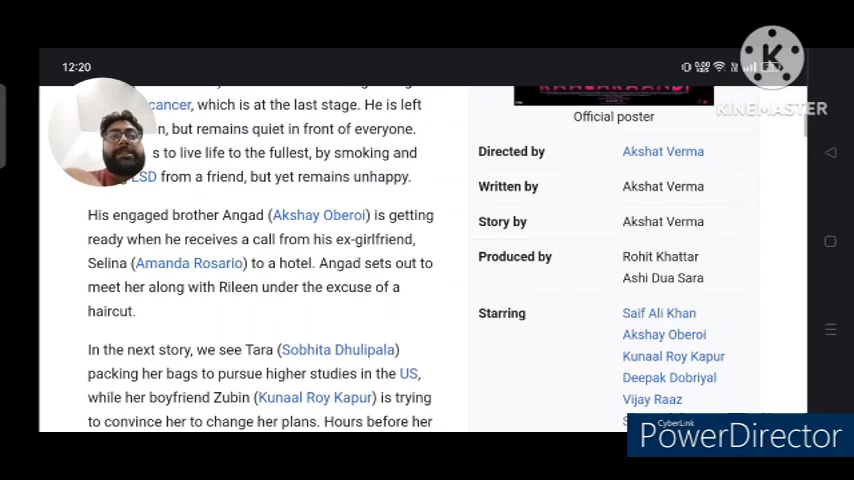 12:20
KINEMASTER
cancer, which is at the last stage. He is left
n, but remains quiet in front of everyone.
s to live life to the fullest, by smoking and
LSD from a friend, but yet remains unhappy.
His engaged brother Angad (Akshay Oberoi) is getting
ready when he receives a call from his ex-girlfriend,
Selina (Amanda Rosario) to a hotel. Angad sets out to
meet her along with Rileen under the excuse of a
haircut.
In the next story, we see Tara (Sobhita Dhulipala)
packing her bags to pursue higher studies in the US,
while her boyfriend Zubin (Kunaal Roy Kapur) is trying
to convince her to change her plans. Hours before her
Official poster
Directed by Akshat Verma
Written by Akshat Verma
Story by Akshat Verma
Produced by Rohit Khattar
Ashi Dua Sara
Starring Saif Ali Khan
Akshay Oberoi
Kunaal Roy Kapur
Deepak Dobriyal
Vijay Raaz
CyberLink
PowerDirector